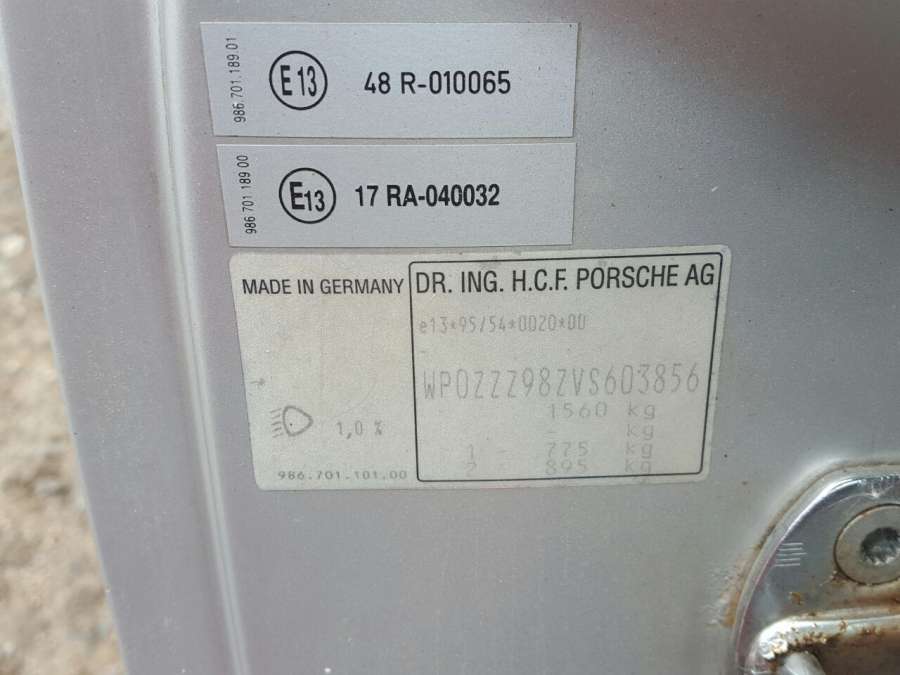 986.701.189.01
E13
48 R-010065
986 701 189 00
E13
17 RA-040032
MADE IN GERMANY
DR. ING. H.C.F. PORSCHE AG
e13*95/54*0020*00
-
WP0ZZZ98ZVS603856
1560 kg
- kg
1 - 775 kg
2 - 895 kg
1,0 %
986.701.101.00